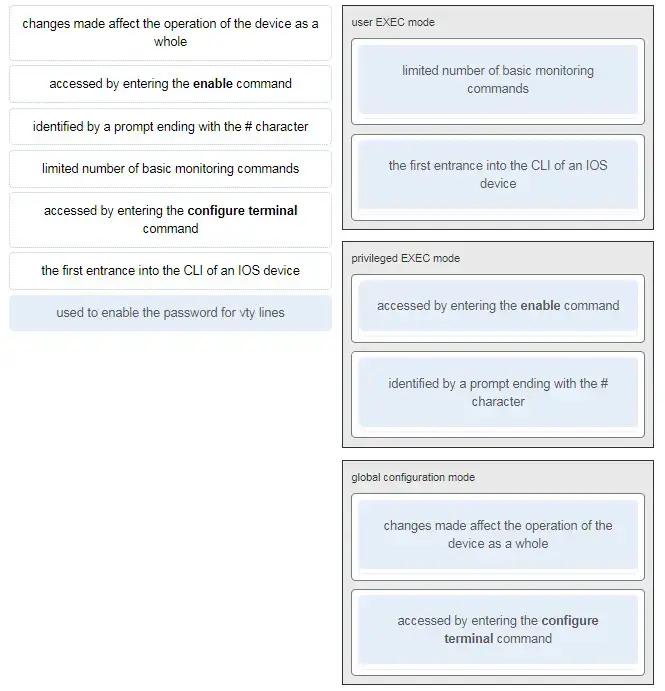 changes made affect the operation of the device as a
whole
accessed by entering the enable command
identified by a prompt ending with the # character
limited number of basic monitoring commands
accessed by entering the configure terminal
command
the first entrance into the CLI of an IOS device
used to enable the password for vty lines
user EXEC mode
limited number of basic monitoring
commands
the first entrance into the CLI of an IOS
device
privileged EXEC mode
accessed by entering the enable command
identified by a prompt ending with the #
character
global configuration mode
changes made affect the operation of the
device as a whole
accessed by entering the configure
terminal command